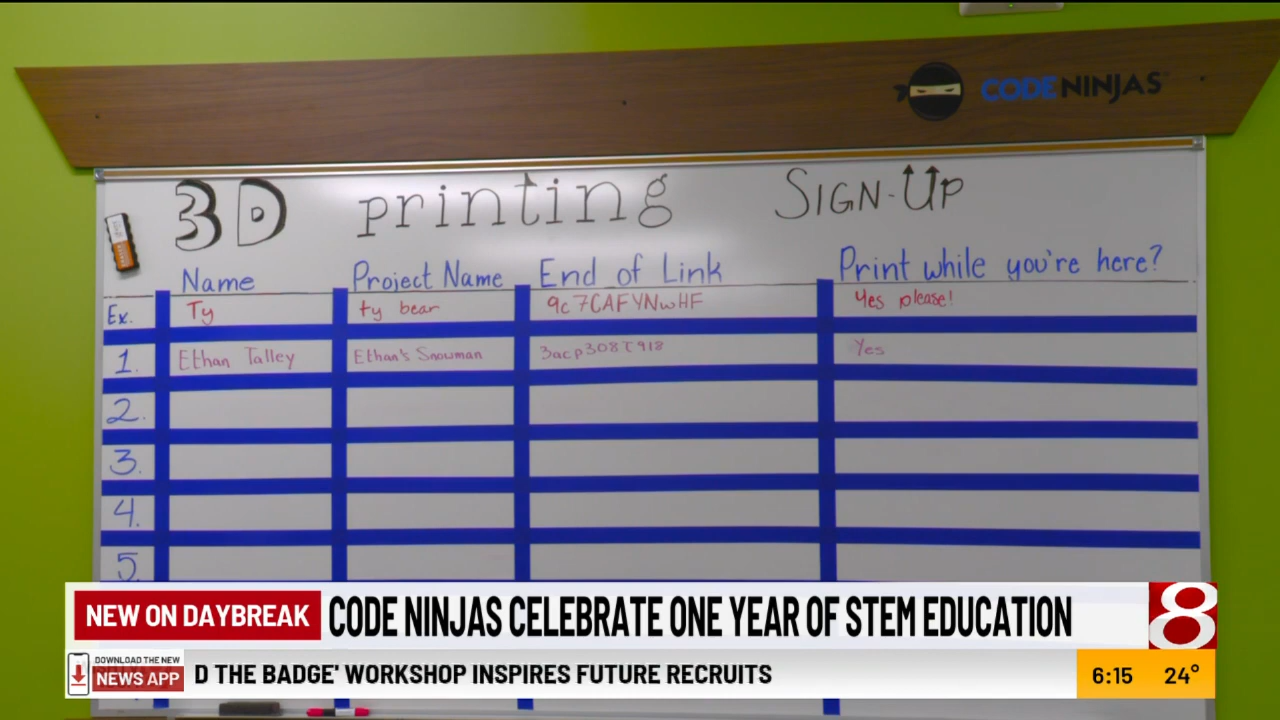 CODE NINJAS
3D printing SIGN-UP
Name Project Name End of Link Print while you're here?
Ex. Ty ty bear 9c7CAFYNwHF Yes please!
1. Ethan Talley Ethan's Snowman 3acp308T918 Yes
2.
3.
4.
5.
NEW ON DAYBREAK CODE NINJAS CELEBRATE ONE YEAR OF STEM EDUCATION 8
DOWNLOAD THE NEW
NEWS APP D THE BADGE' WORKSHOP INSPIRES FUTURE RECRUITS 6:15 24°